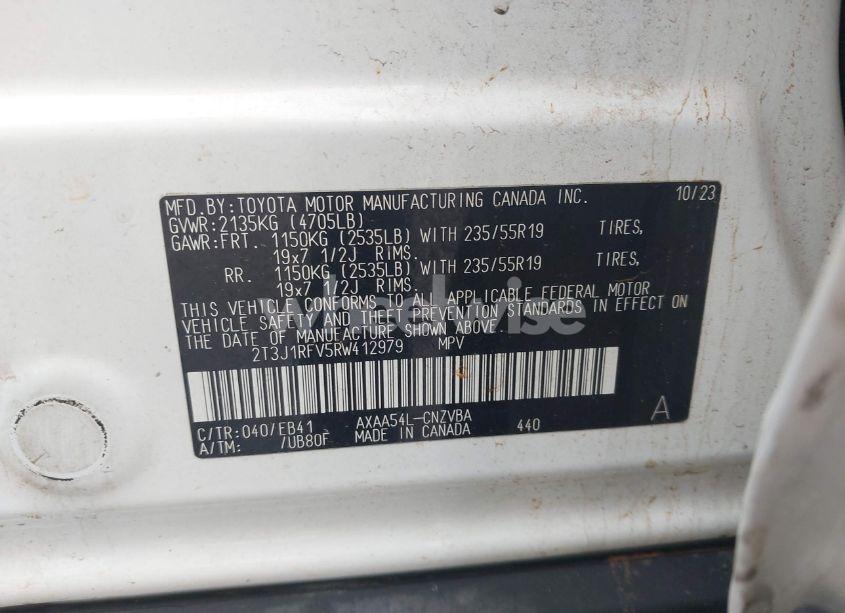 MFD.BY:TOYOTA MOTOR MANUFACTURING CANADA INC. 10/23
GVWR:2135KG (4705LB)
GAWR:FRT. 1150KG (2535LB) WITH 235/55R19 TIRES,
19x7 1/2J RIMS.
RR. 1150KG (2535LB) WITH 235/55R19 TIRES,
19x7 1/2J RIMS.
THIS VEHICLE CONFORMS TO ALL APPLICABLE FEDERAL MOTOR
VEHICLE SAFETY AND THEFT PREVENTION STANDARDS IN EFFECT ON
THE DATE OF MANUFACTURE SHOWN ABOVE.
2T3J1RFV5RW412979 MPV
C/TR:040/EB41 AXAA54L-CNZVBA 440 A
A/TM: /UB80F MADE IN CANADA